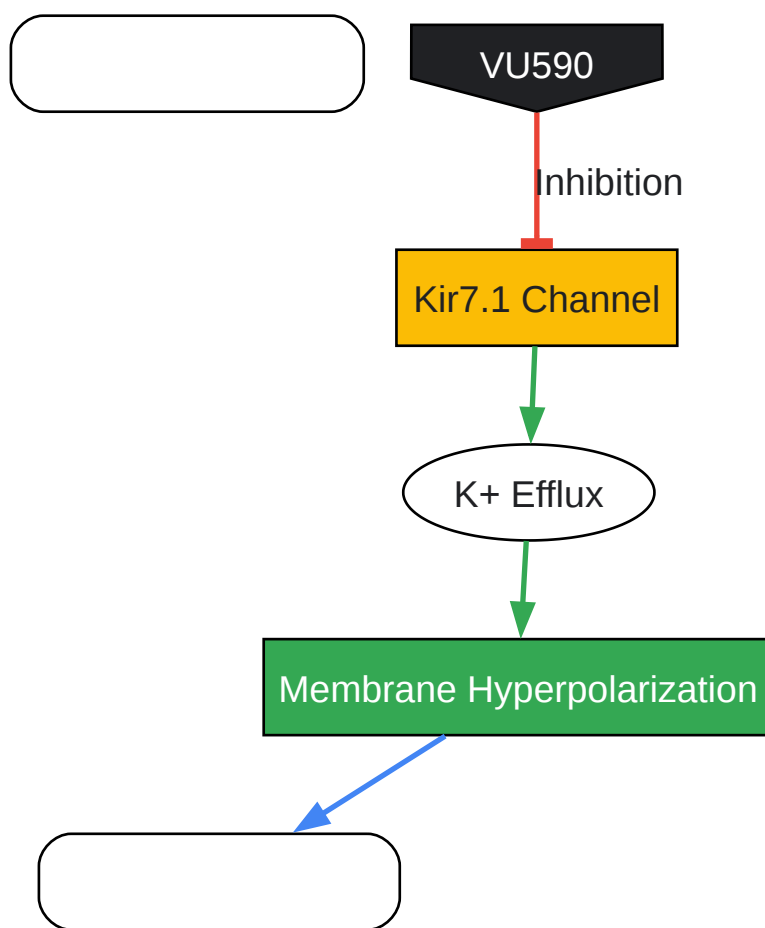 VU590
Inhibition
Kir7.1 Channel
K+ Efflux
Membrane Hyperpolarization